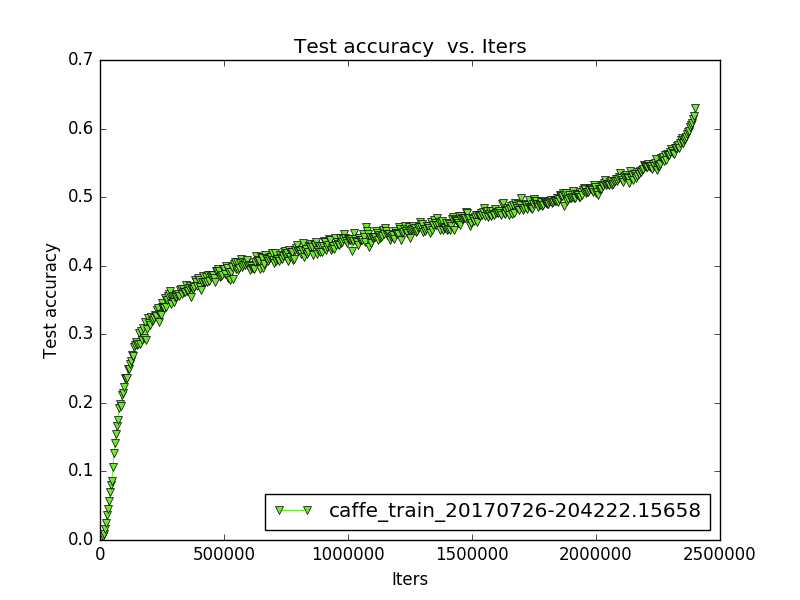 Test accuracy  vs. Iters
0.7
0.6
0.5
0.4
0.3
0.2
0.1
0.0
Test accuracy
caffe_train_20170726-204222.15658
0 500000 1000000 1500000 2000000 2500000
Iters